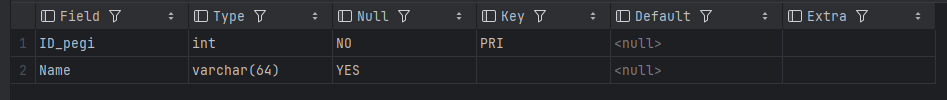 Field Type Null Key Default Extra
1 ID_pegi int NO PRI <null>
2 Name varchar(64) YES <null>